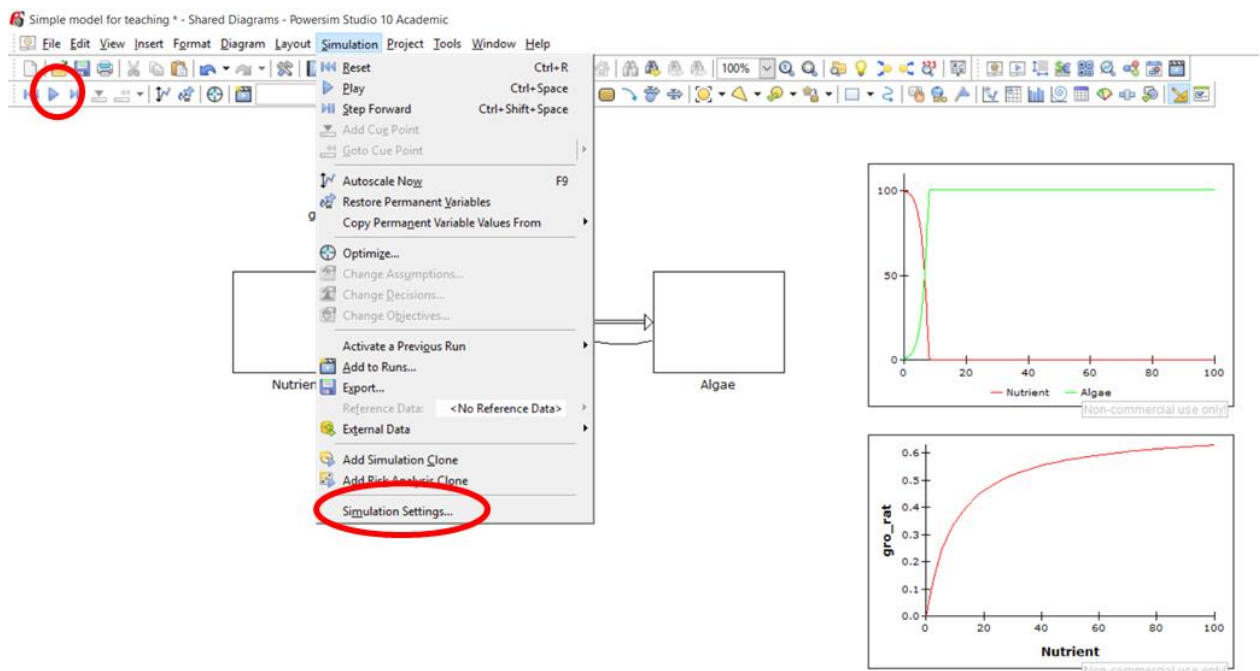 Simple model for teaching * - Shared Diagrams - Powersim Studio 10 Academic
File Edit View Insert Format Diagram Layout Simulation Project Tools Window Help
100%
Reset Ctrl+R
Play Ctrl+Space
Step Forward Ctrl+Shift+Space
Add Cue Point
Goto Cue Point
Autoscale Now F9
Restore Permanent Variables
Copy Permanent Variable Values From
Optimize...
Change Assumptions...
Change Decisions...
Change Objectives...
Activate a Previous Run
Add to Runs...
Export...
Reference Data: <No Reference Data>
External Data
Add Simulation Clone
Add Risk Analysis Clone
Simulation Settings...
g
Nutrien
Algae
100
50
0
0 20 40 60 80 100
Nutrient Algae
Non-commercial use only!
0.6
0.5
0.4
0.3
0.2
0.1
0.0
gro_rat
0 20 40 60 80 100
Nutrient
Non-commercial use only!